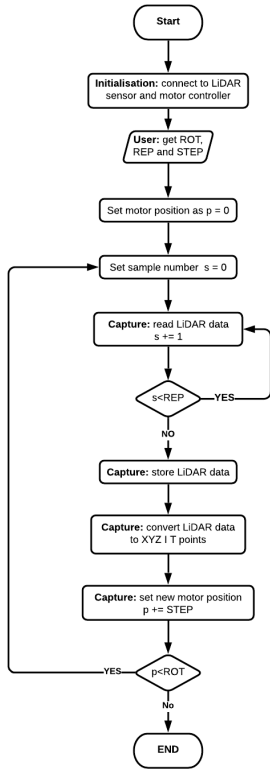 Start
Initialisation: connect to LiDAR
sensor and motor controller
User: get ROT,
REP and STEP
Set motor position as p = 0
Set sample number s = 0
Capture: read LiDAR data
s += 1
s<REP
YES
NO
Capture: store LiDAR data
Capture: convert LiDAR data
to XYZ I T points
Capture: set new motor position
p += STEP
YES
p<ROT
No
END